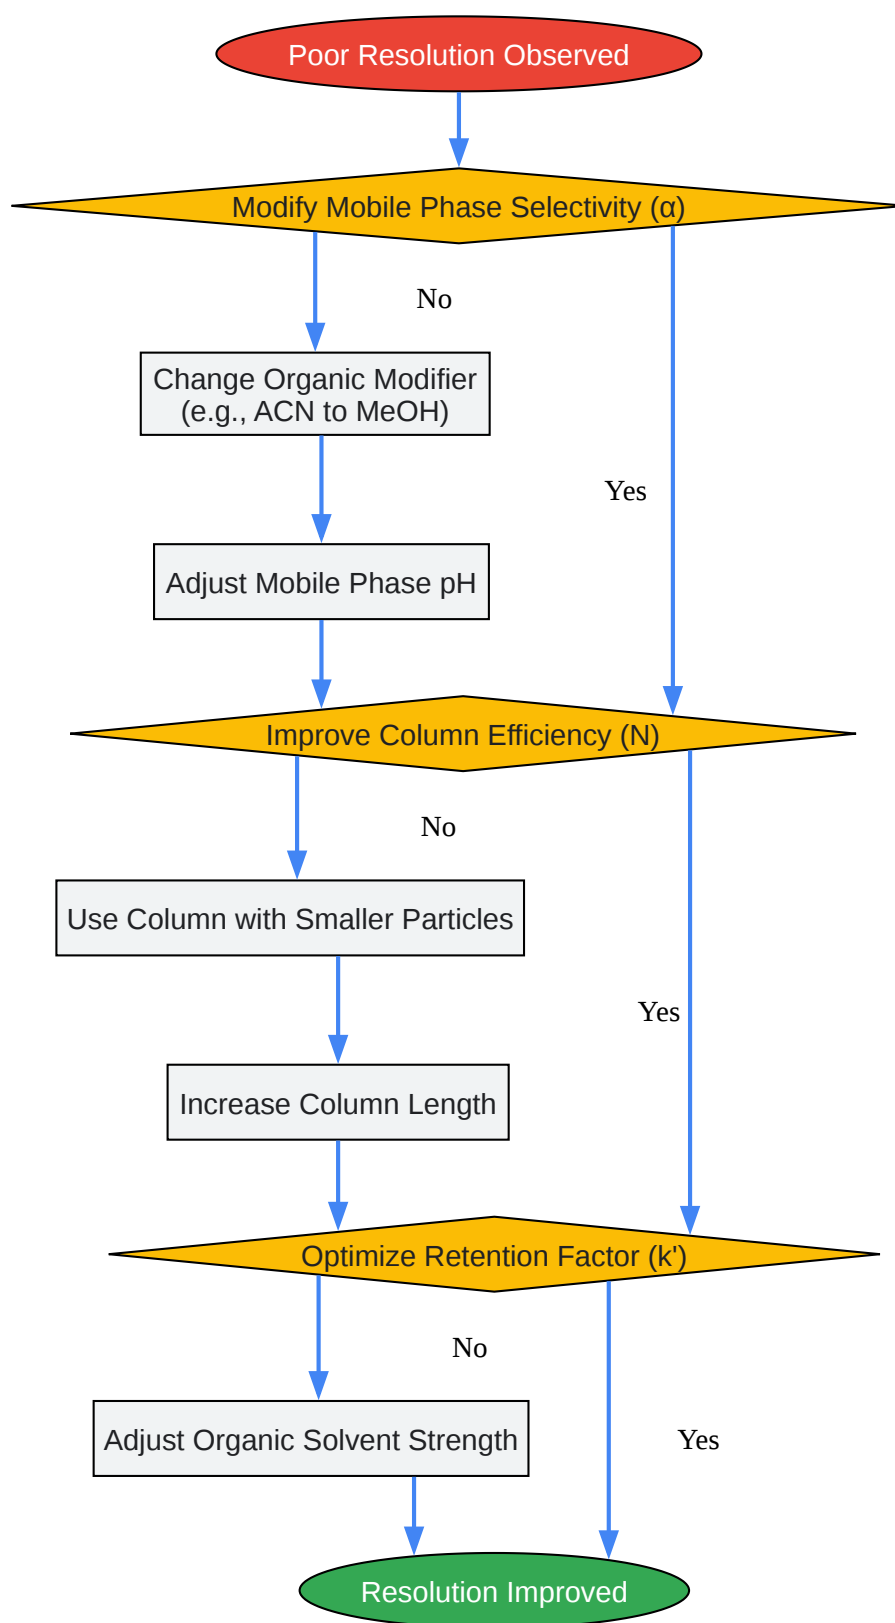 Poor Resolution Observed
Modify Mobile Phase Selectivity (α)
No
Change Organic Modifier
(e.g., ACN to MeOH)
Yes
Adjust Mobile Phase pH
Improve Column Efficiency (N)
No
Use Column with Smaller Particles
Yes
Increase Column Length
Optimize Retention Factor (k')
No
Adjust Organic Solvent Strength
Yes
Resolution Improved